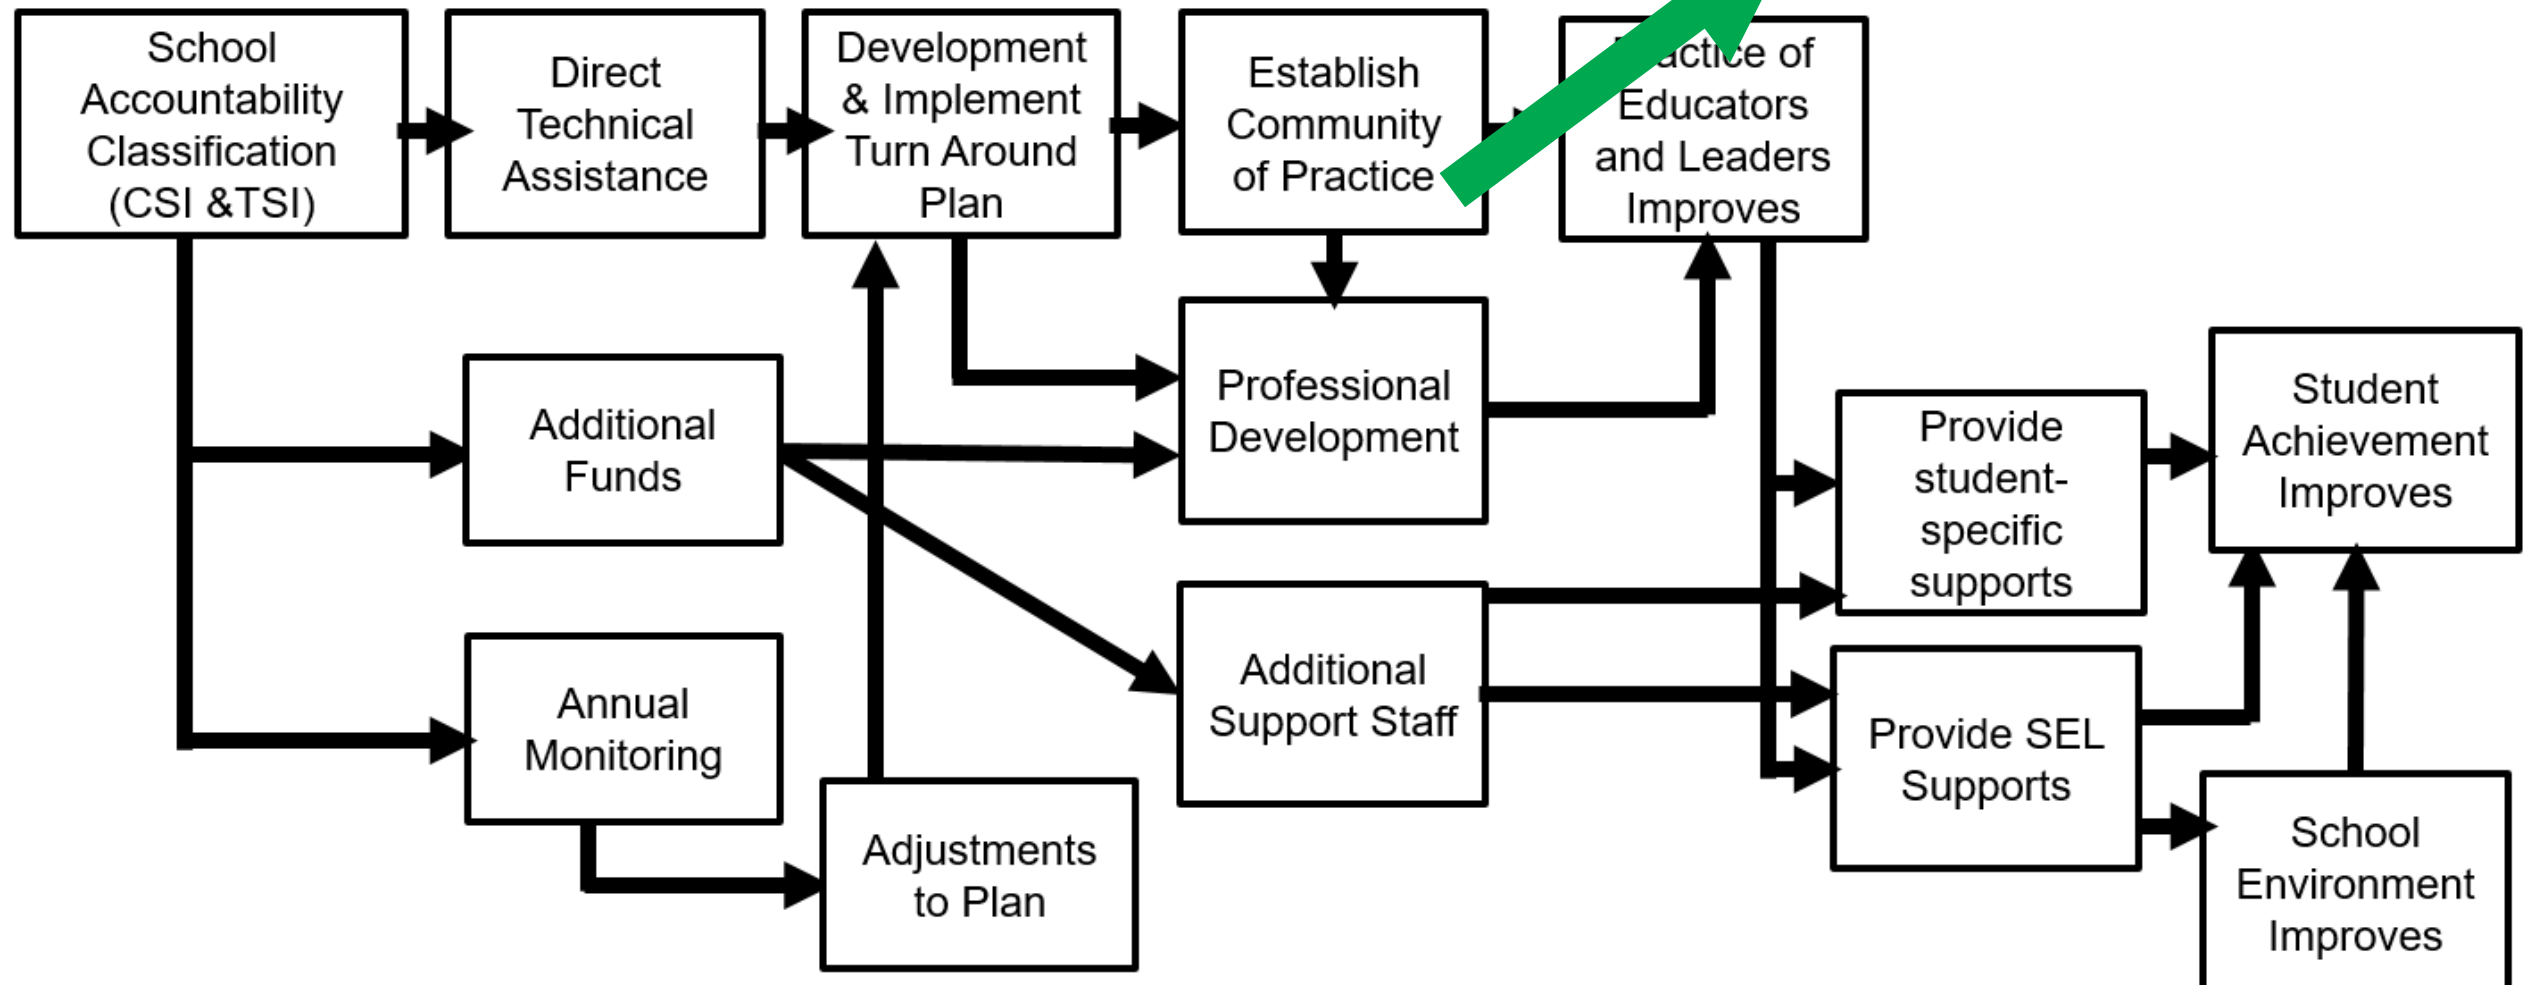 School
Accountability
Classification
(CSI &TSI)
Direct
Technical
Assistance
Development
& Implement
Turn Around
Plan
Establish
Community
of Practice
of
Educators
and Leaders
Improves
Additional
Funds
Professional
Development
Provide
student-
specific
supports
Student
Achievement
Improves
Annual
Monitoring
Additional
Support Staff
Provide SEL
Supports
Adjustments
to Plan
School
Environment
Improves